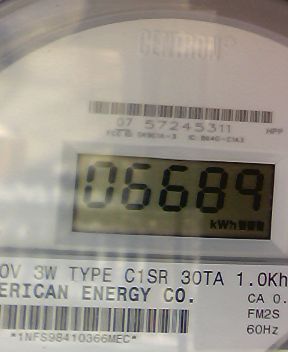 CENTRON
07 57245311
HPP
06689
kWh
0V 3W TYPE C1SR 30TA 1.0Kh
ERICAN ENERGY CO.
CA 0.
FM2S
60Hz
*1NFS98410366MEC*